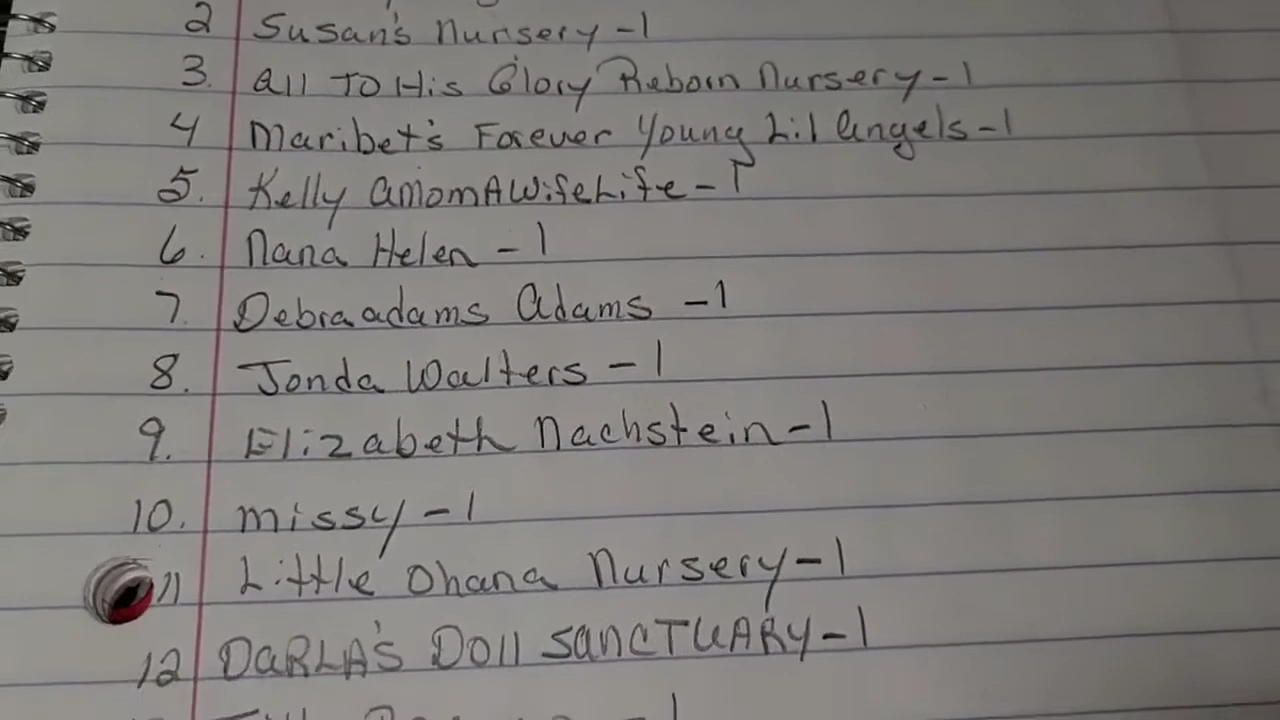 2 Susan's Nursery-1
3. All To His Glory Reborn Nursery-1
4 Maribet's Forever Young Lil Angels-1
5. Kelly AMomAWifeLife-1
6. Nana Helen-1
7. Debraadams Adams-1
8. Jonda Walters-1
9. Elizabeth Nachstein-1
10. Missy-1
11 Little Ohana Nursery-1
12 DaRLA'S DOll SANCTUARY-1